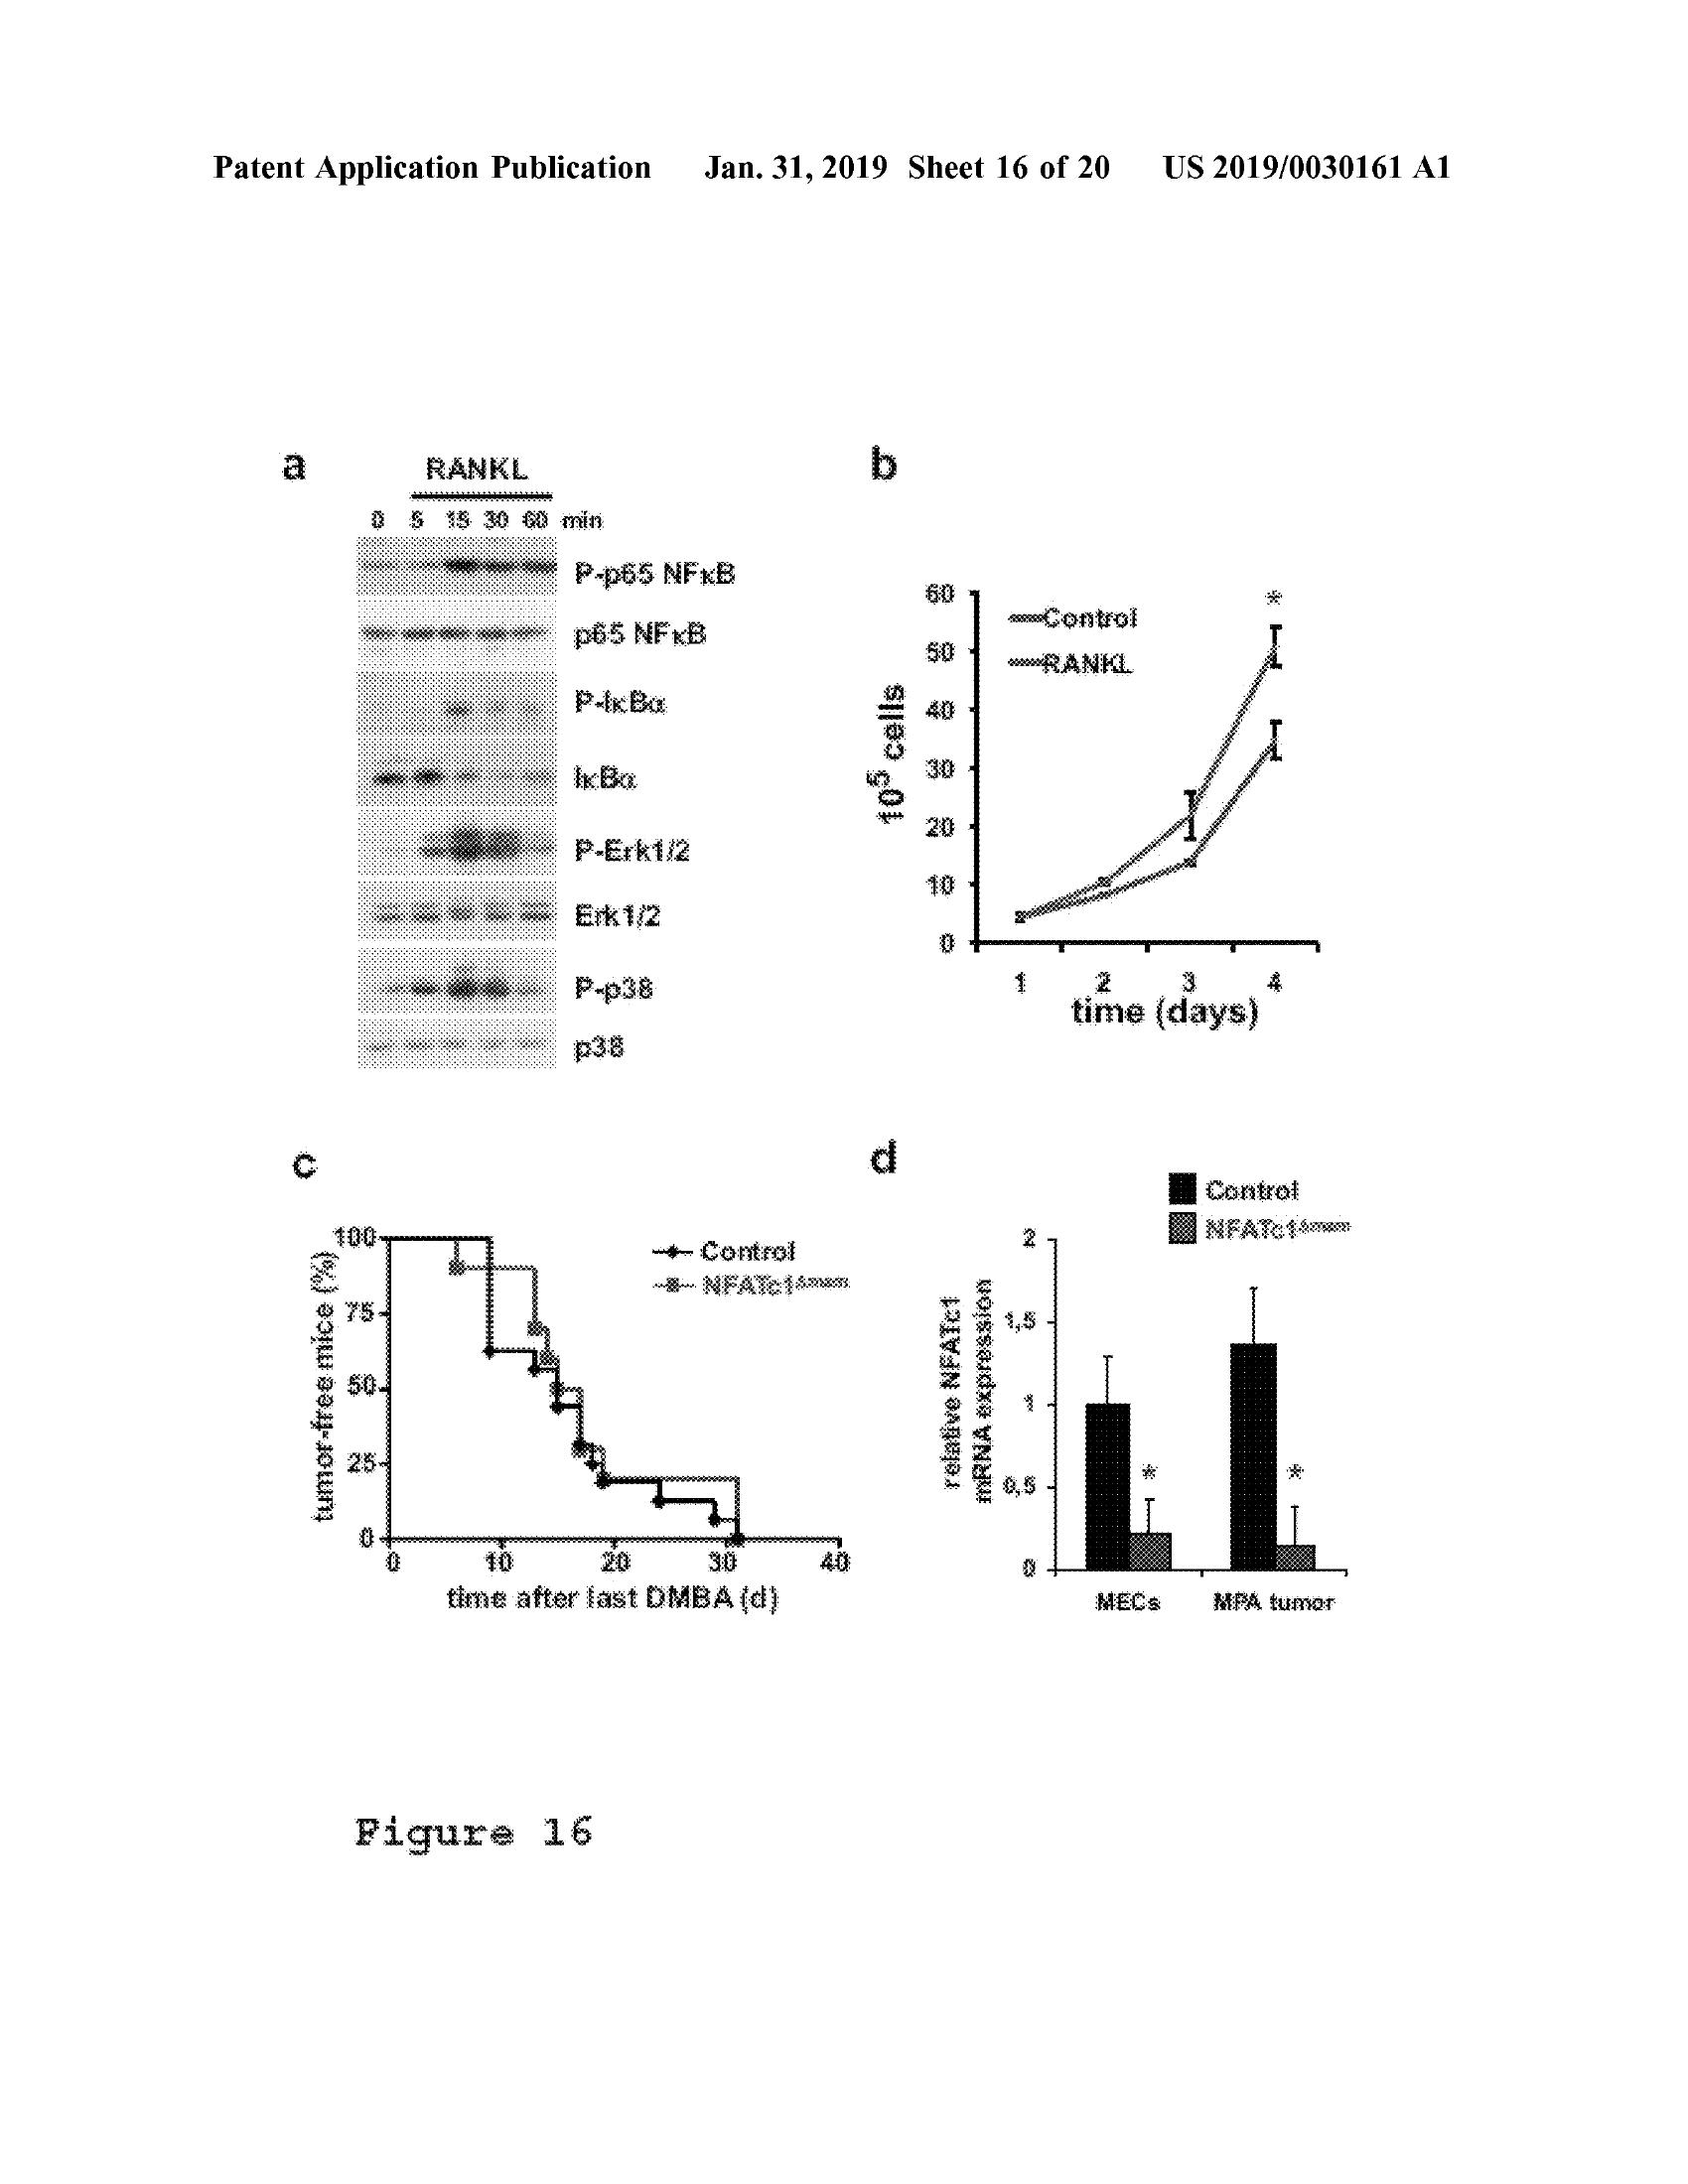 Patent Application Publication Jan. 31, 2019 Sheet 16 of 20 US 2019/0030161 A1
a
RANKL
0 5 15 30 60 min
P-p65 NFκB
p65 NFκB
P-IκBα
IκBα
P-Erk1/2
Erk1/2
P-p38
p38
b
60
50
40
30
20
10
0
10⁵ cells
Control
RANKL
*
1 2 3 4
time (days)
c
100
75
50
25
0
tumor-free mice (%)
Control
NFATc1Δmam
0 10 20 30 40
time after last DMBA (d)
d
Control
NFATc1Δmam
2
1,5
1
0,5
0
relative NFATc1
mRNA expression
* *
MECs MPA tumor
Figure 16